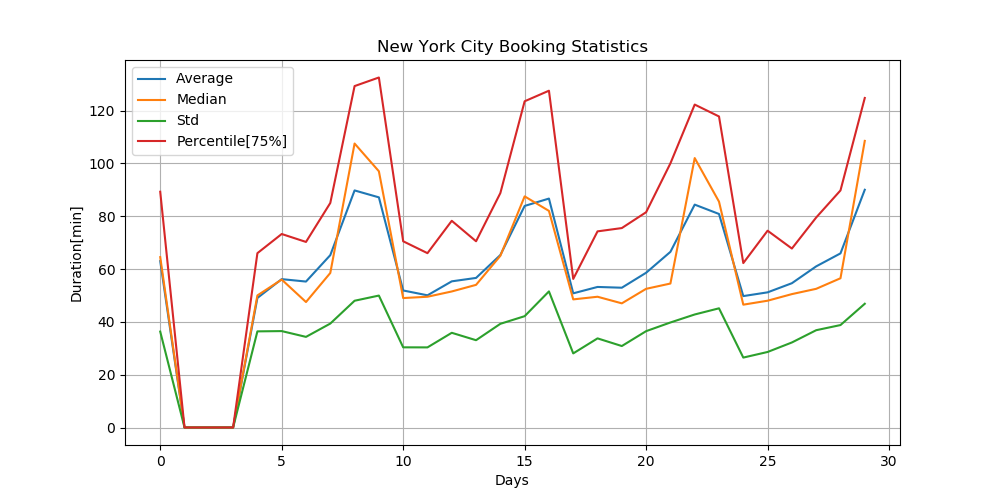 New York City Booking Statistics
Average
Median
Std
Percentile[75%]
Duration[min]
120
100
80
60
40
20
0
0 5 10 15 20 25 30
Days